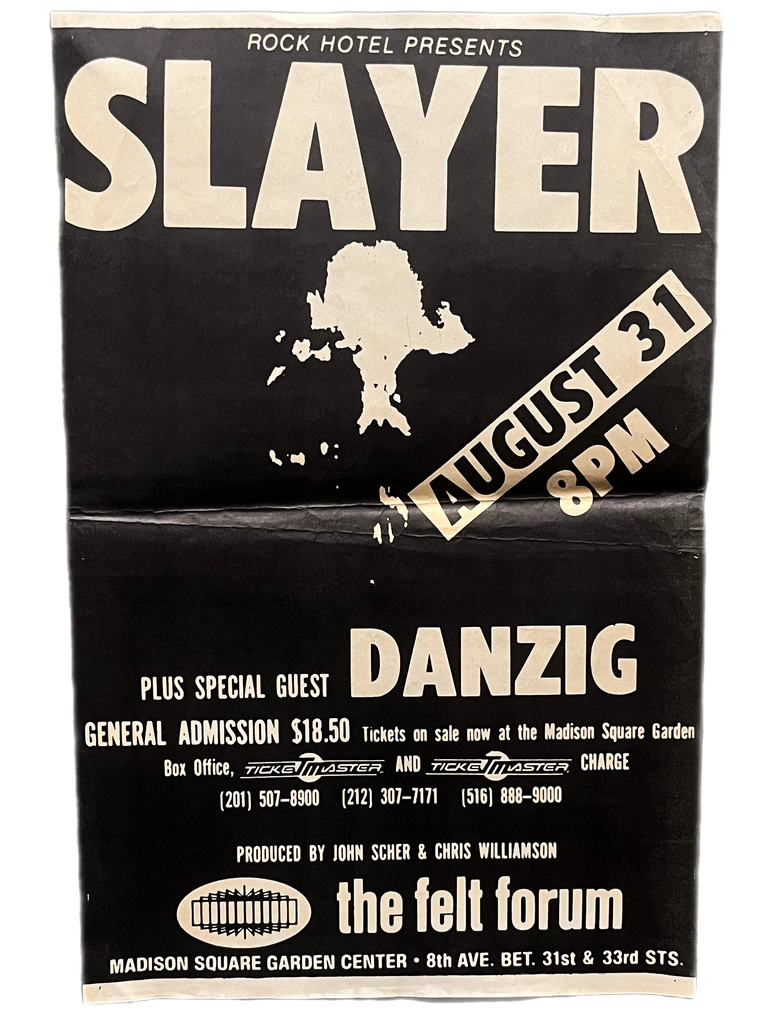 ROCK HOTEL PRESENTS
SLAYER
AUGUST 31
8PM
PLUS SPECIAL GUEST DANZIG
GENERAL ADMISSION $18.50 Tickets on sale now at the Madison Square Garden
Box Office, TICKETMASTER AND TICKETMASTER CHARGE
(201) 507–8900 (212) 307–7171 (516) 888–9000
PRODUCED BY JOHN SCHER & CHRIS WILLIAMSON
the felt forum
MADISON SQUARE GARDEN CENTER • 8th AVE. BET. 31st & 33rd STS.